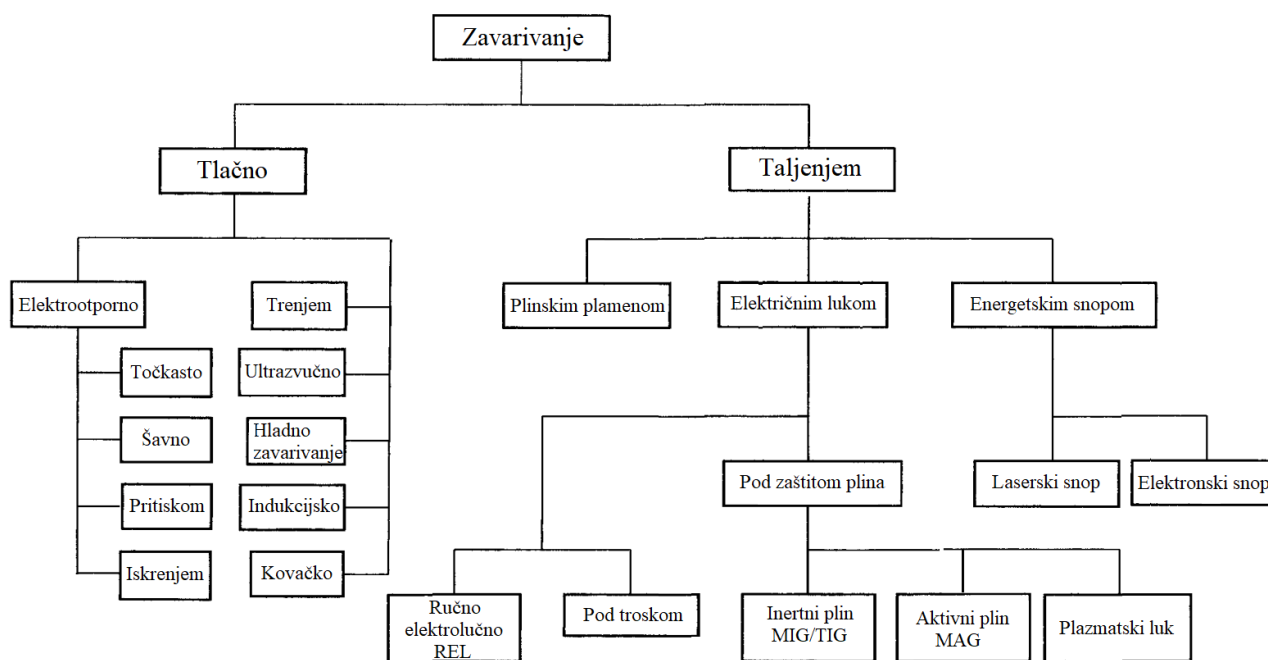 Zavarivanje
Tlačno
Taljenjem
Elektrootporno
Trenjem
Točkasto
Ultrazvučno
Šavno
Hladno
zavarivanje
Pritiskom
Indukcijsko
Iskrenjem
Kovačko
Plinskim plamenom
Električnim lukom
Energetskim snopom
Pod zaštitom plina
Laserski snop
Elektronski snop
Ručno
elektrolučno
REL
Pod troskom
Inertni plin
MIG/TIG
Aktivni plin
MAG
Plazmatski luk